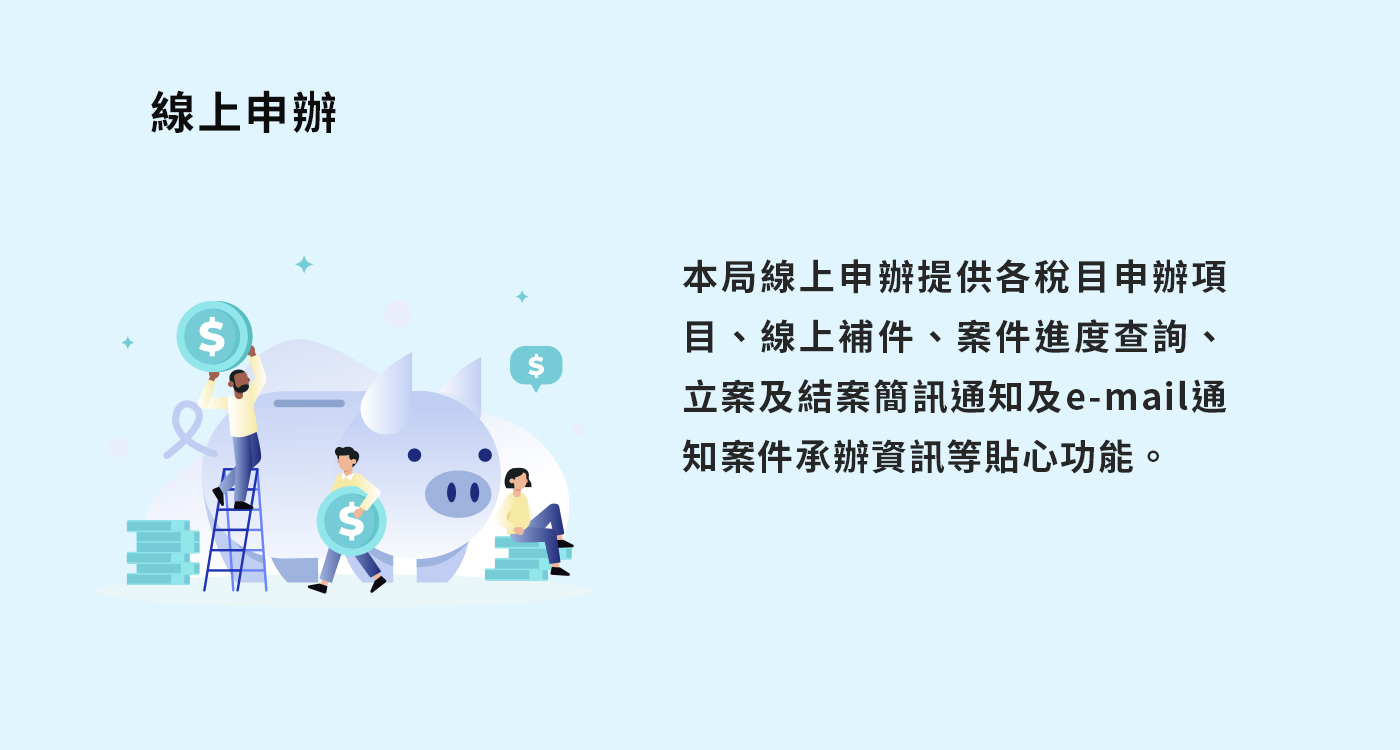 線上申辦
本局線上申辦提供各稅目申辦項
目、線上補件、案件進度查詢、
立案及結案簡訊通知及e-mail通
知案件承辦資訊等貼心功能。
$
$
$